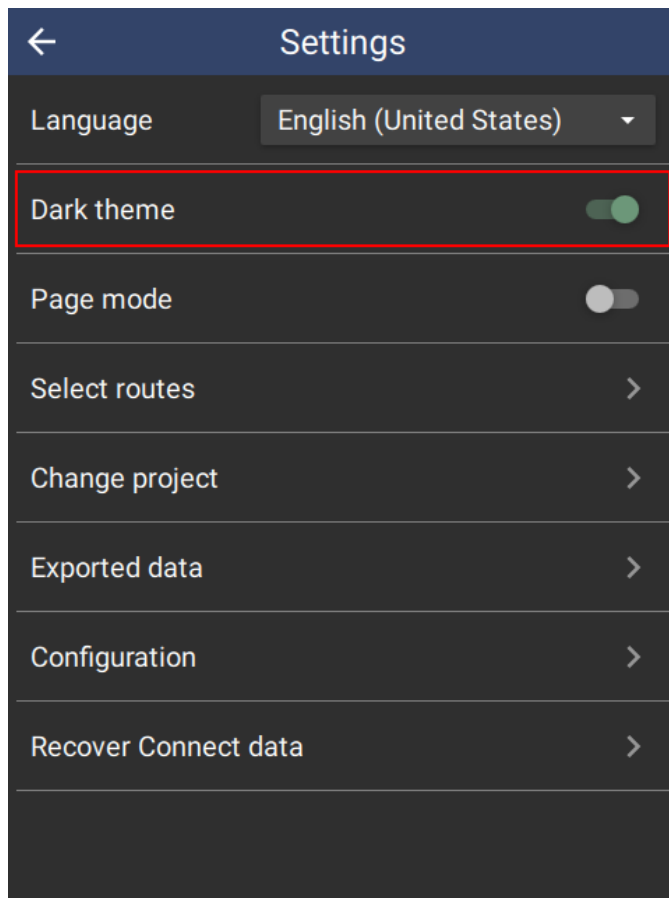 Settings
Language English (United States)
Dark theme
Page mode
Select routes
Change project
Exported data
Configuration
Recover Connect data